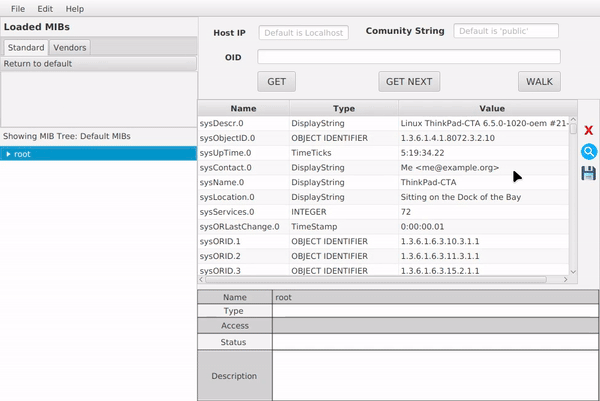 File Edit Help
Loaded MIBs
Standard Vendors
Return to default
Showing MIB Tree: Default MIBs
root
Host IP Default is Localhost Comunity String Default is 'public'
OID
GET GET NEXT WALK
Name Type Value
sysDescr.0 DisplayString Linux ThinkPad-CTA 6.5.0-1020-oem #21-
sysObjectID.0 OBJECT IDENTIFIER 1.3.6.1.4.1.8072.3.2.10
sysUpTime.0 TimeTicks 5:19:34.22
sysContact.0 DisplayString Me <me@example.org>
sysName.0 DisplayString ThinkPad-CTA
sysLocation.0 DisplayString Sitting on the Dock of the Bay
sysServices.0 INTEGER 72
sysORLastChange.0 TimeStamp 0:00:00.01
sysORID.1 OBJECT IDENTIFIER 1.3.6.1.6.3.10.3.1.1
sysORID.2 OBJECT IDENTIFIER 1.3.6.1.6.3.11.3.1.1
sysORID.3 OBJECT IDENTIFIER 1.3.6.1.6.3.15.2.1.1
Name root
Type
Access
Status
Description